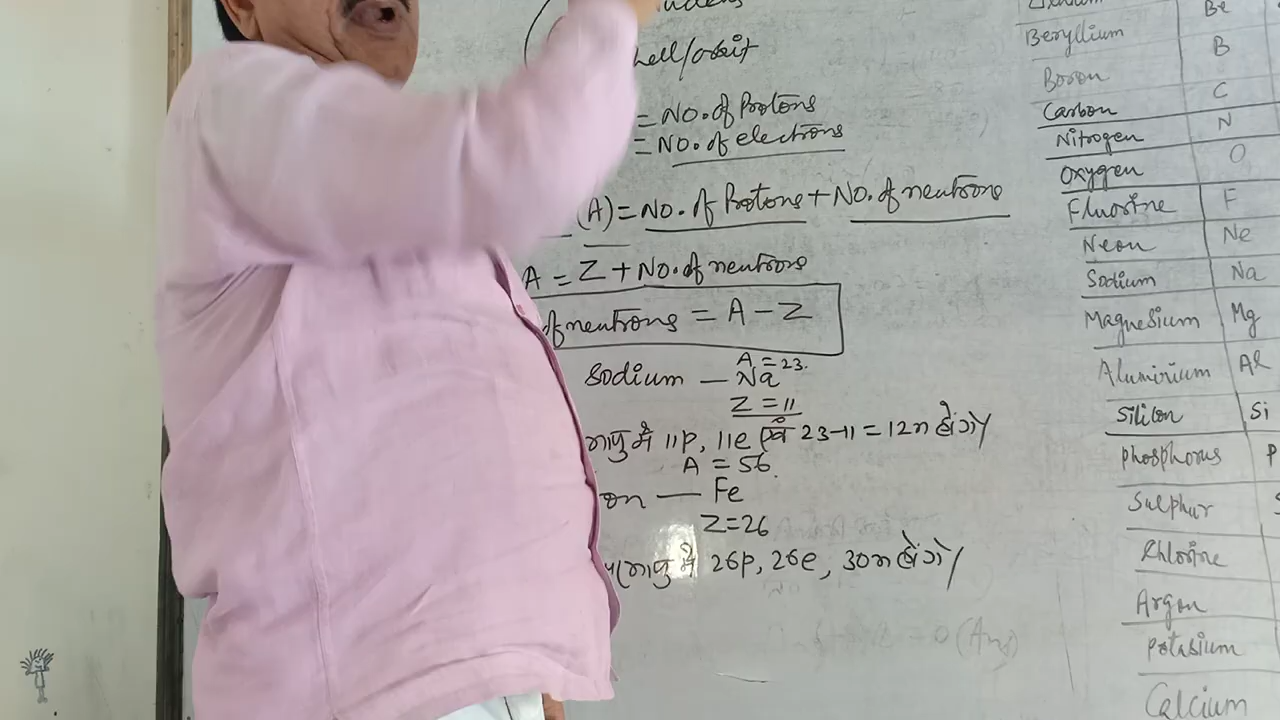 hell/orbit
= No. of Protons
= No. of electrons
(A) = No. of Protons + No. of neutrons
A = Z + No. of neutrons
of neutrons = A - Z
A = 23.
Sodium — Na
Z = 11
में 11p, 11e एवं 23-11 = 12n होंगे।
A = 56.
on — Fe
Z=26
में 26p, 26e, 30n होंगे।
= 0 (Ans)
Be
Beryllium B
Boron C
Carbon N
Nitrogen O
Oxygen F
Fluorine Ne
Neon Na
Sodium Mg
Magnesium Al
Aluminium Si
Silicon P
Phosphorus
Sulphur
Chlorine
Argon
Potasium
Calcium